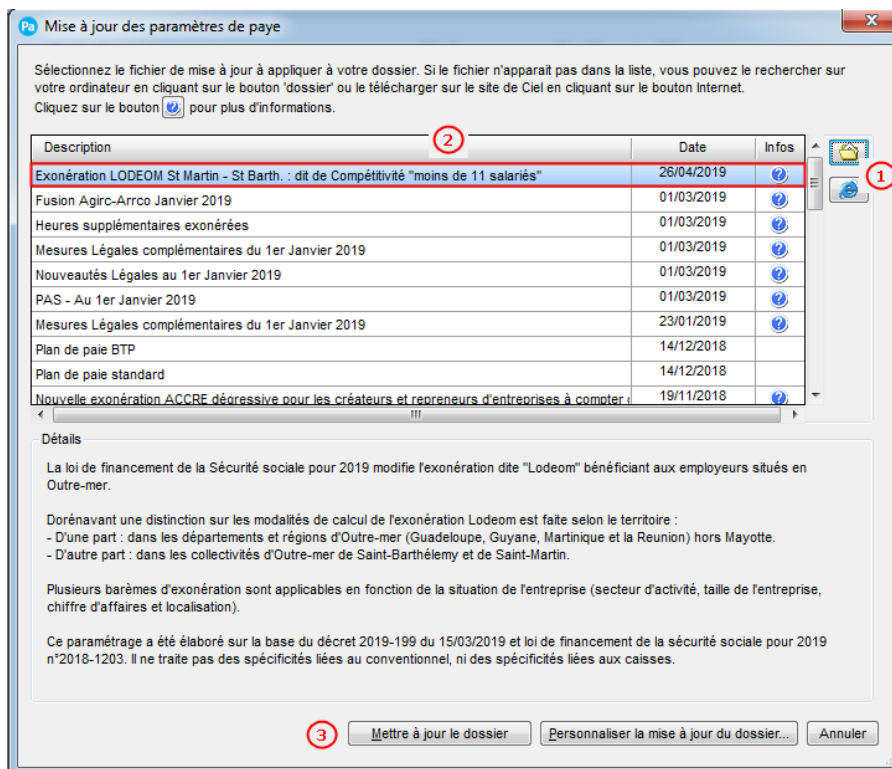 Pa Mise à jour des paramètres de paye
Sélectionnez le fichier de mise à jour à appliquer à votre dossier. Si le fichier n'apparait pas dans la liste, vous pouvez le rechercher sur
votre ordinateur en cliquant sur le bouton 'dossier' ou le télécharger sur le site de Ciel en cliquant sur le bouton Internet.
Cliquez sur le bouton ? pour plus d'informations.
2
Description Date Infos
1
Exonération LODEOM St Martin - St Barth. : dit de Compétitivité "moins de 11 salariés" 26/04/2019 ?
Fusion Agirc-Arrco Janvier 2019 01/03/2019 ?
Heures supplémentaires exonérées 01/03/2019 ?
Mesures Légales complémentaires du 1er Janvier 2019 01/03/2019 ?
Nouveautés Légales au 1er Janvier 2019 01/03/2019 ?
PAS - Au 1er Janvier 2019 01/03/2019 ?
Mesures Légales complémentaires du 1er Janvier 2019 23/01/2019 ?
Plan de paie BTP 14/12/2018
Plan de paie standard 14/12/2018
Nouvelle exonération ACCRE dégressive pour les créateurs et repreneurs d'entreprises à compter 19/11/2018 ?
Détails
La loi de financement de la Sécurité sociale pour 2019 modifie l'exonération dite "Lodeom" bénéficiant aux employeurs situés en
Outre-mer.
Dorénavant une distinction sur les modalités de calcul de l'exonération Lodeom est faite selon le territoire :
- D'une part : dans les départements et régions d'Outre-mer (Guadeloupe, Guyane, Martinique et la Reunion) hors Mayotte.
- D'autre part : dans les collectivités d'Outre-mer de Saint-Barthélemy et de Saint-Martin.
Plusieurs barèmes d'exonération sont applicables en fonction de la situation de l'entreprise (secteur d'activité, taille de l'entreprise,
chiffre d'affaires et localisation).
Ce paramétrage a été élaboré sur la base du décret 2019-199 du 15/03/2019 et loi de financement de la sécurité sociale pour 2019
n°2018-1203. Il ne traite pas des spécificités liées au conventionnel, ni des spécificités liées aux caisses.
3 Mettre à jour le dossier Personnaliser la mise à jour du dossier... Annuler